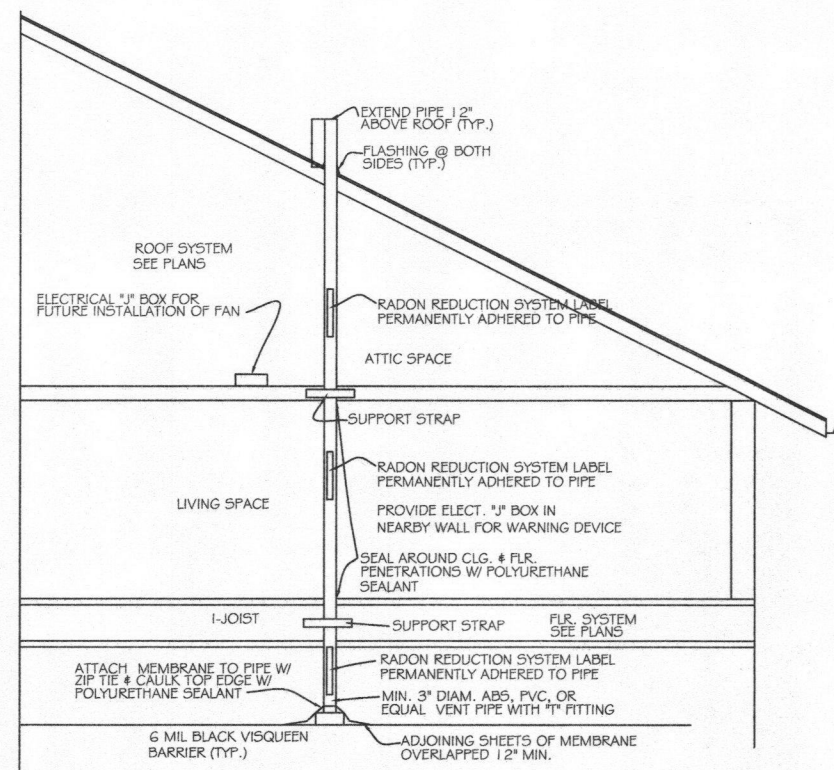 EXTEND PIPE 12"
ABOVE ROOF (TYP.)
FLASHING @ BOTH
SIDES (TYP.)
ROOF SYSTEM
SEE PLANS
ELECTRICAL "J" BOX FOR
FUTURE INSTALLATION OF FAN
RADON REDUCTION SYSTEM LABEL
PERMANENTLY ADHERED TO PIPE
ATTIC SPACE
SUPPORT STRAP
RADON REDUCTION SYSTEM LABEL
PERMANENTLY ADHERED TO PIPE
LIVING SPACE
PROVIDE ELECT. "J" BOX IN
NEARBY WALL FOR WARNING DEVICE
SEAL AROUND CLG. & FLR.
PENETRATIONS W/ POLYURETHANE
SEALANT
I-JOIST
SUPPORT STRAP
FLR. SYSTEM
SEE PLANS
ATTACH MEMBRANE TO PIPE W/
ZIP TIE & CAULK TOP EDGE W/
POLYURETHANE SEALANT
RADON REDUCTION SYSTEM LABEL
PERMANENTLY ADHERED TO PIPE
MIN. 3" DIAM. ABS, PVC, OR
EQUAL VENT PIPE WITH "T" FITTING
6 MIL BLACK VISQUEEN
BARRIER (TYP.)
ADJOINING SHEETS OF MEMBRANE
OVERLAPPED 12" MIN.